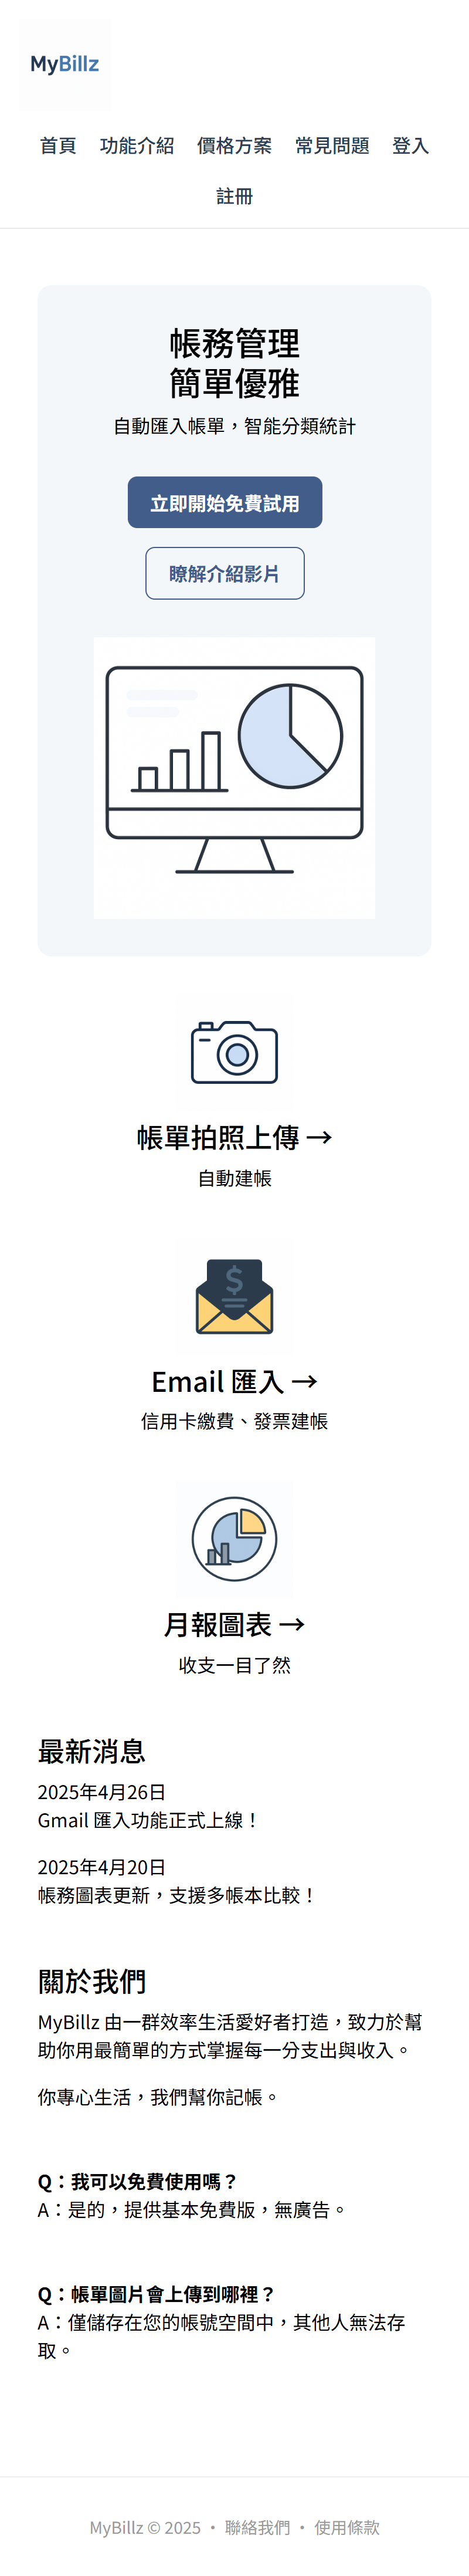 MyBillz
首頁 功能介紹 價格方案 常見問題 登入
註冊
帳務管理
簡單優雅
自動匯入帳單，智能分類統計
立即開始免費試用
瞭解介紹影片
帳單拍照上傳 →
自動建帳
$
Email 匯入 →
信用卡繳費、發票建帳
月報圖表 →
收支一目了然
最新消息
2025年4月26日
Gmail 匯入功能正式上線！
2025年4月20日
帳務圖表更新，支援多帳本比較！
關於我們
MyBillz 由一群效率生活愛好者打造，致力於幫
助你用最簡單的方式掌握每一分支出與收入。
你專心生活，我們幫你記帳。
Q：我可以免費使用嗎？
A：是的，提供基本免費版，無廣告。
Q：帳單圖片會上傳到哪裡？
A：僅儲存在您的帳號空間中，其他人無法存
取。
MyBillz © 2025 • 聯絡我們 • 使用條款